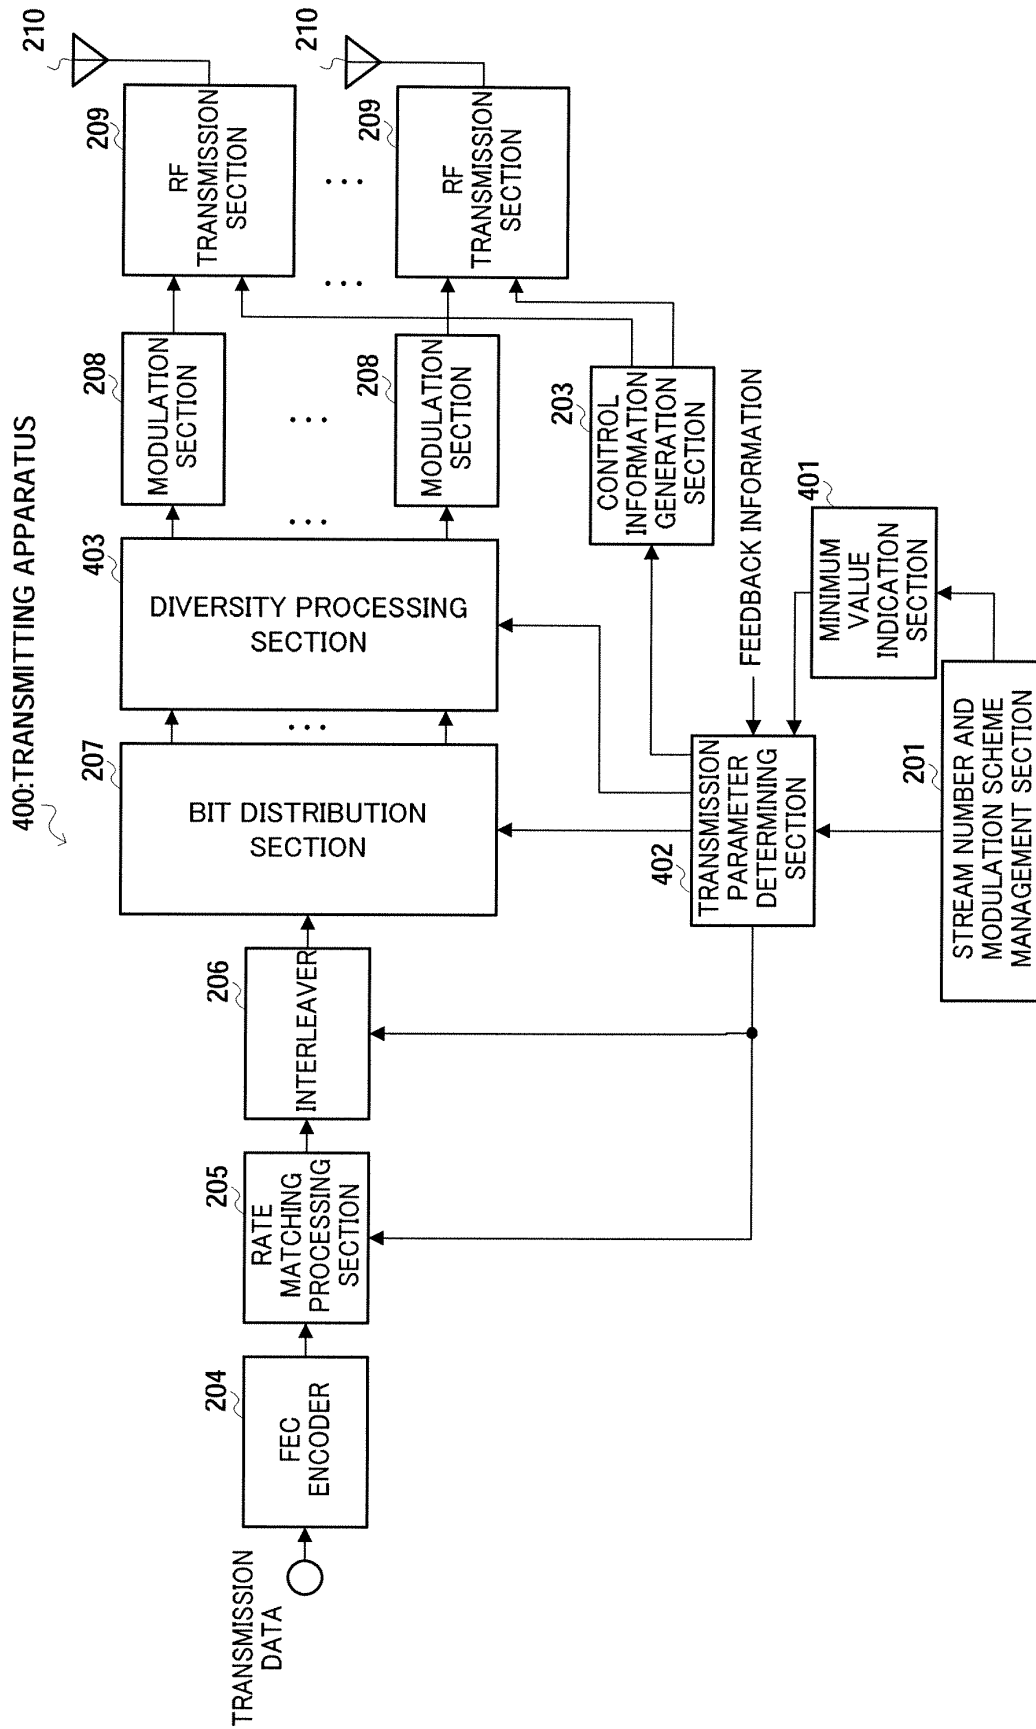 400:TRANSMITTING APPARATUS
TRANSMISSION
DATA
204
FEC
ENCODER
205
RATE
MATCHING
PROCESSING
SECTION
206
INTERLEAVER
207
BIT DISTRIBUTION
SECTION
...
403
DIVERSITY PROCESSING
SECTION
...
208
MODULATION
SECTION
...
208
MODULATION
SECTION
...
209
RF
TRANSMISSION
SECTION
...
209
RF
TRANSMISSION
SECTION
210
210
203
CONTROL
INFORMATION
GENERATION
SECTION
FEEDBACK INFORMATION
402
TRANSMISSION
PARAMETER
DETERMINING
SECTION
401
MINIMUM
VALUE
INDICATION
SECTION
201
STREAM NUMBER AND
MODULATION SCHEME
MANAGEMENT SECTION